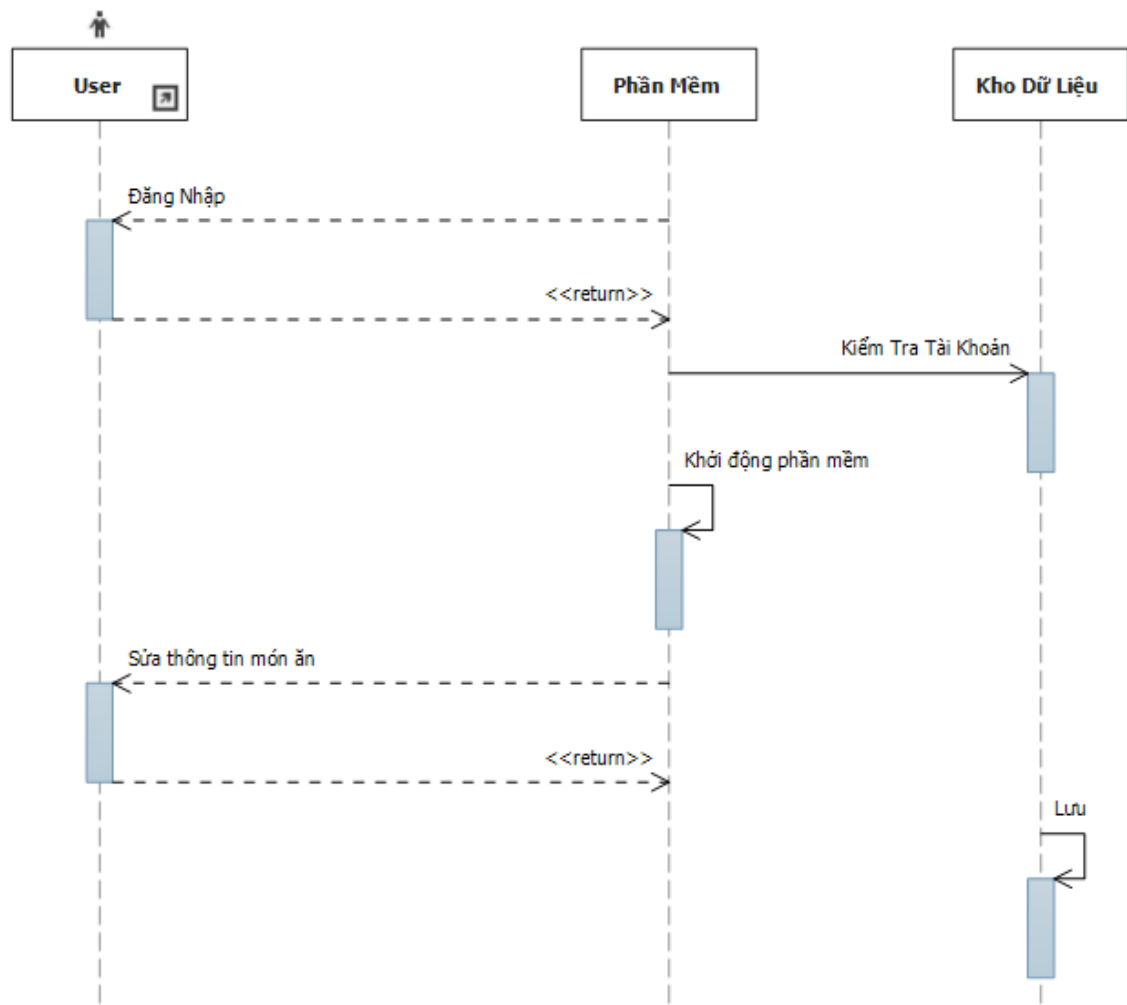 User
Phần Mềm
Kho Dữ Liệu
Đăng Nhập
<<return>>
Kiểm Tra Tài Khoản
Khởi động phần mềm
Sửa thông tin món ăn
<<return>>
Lưu